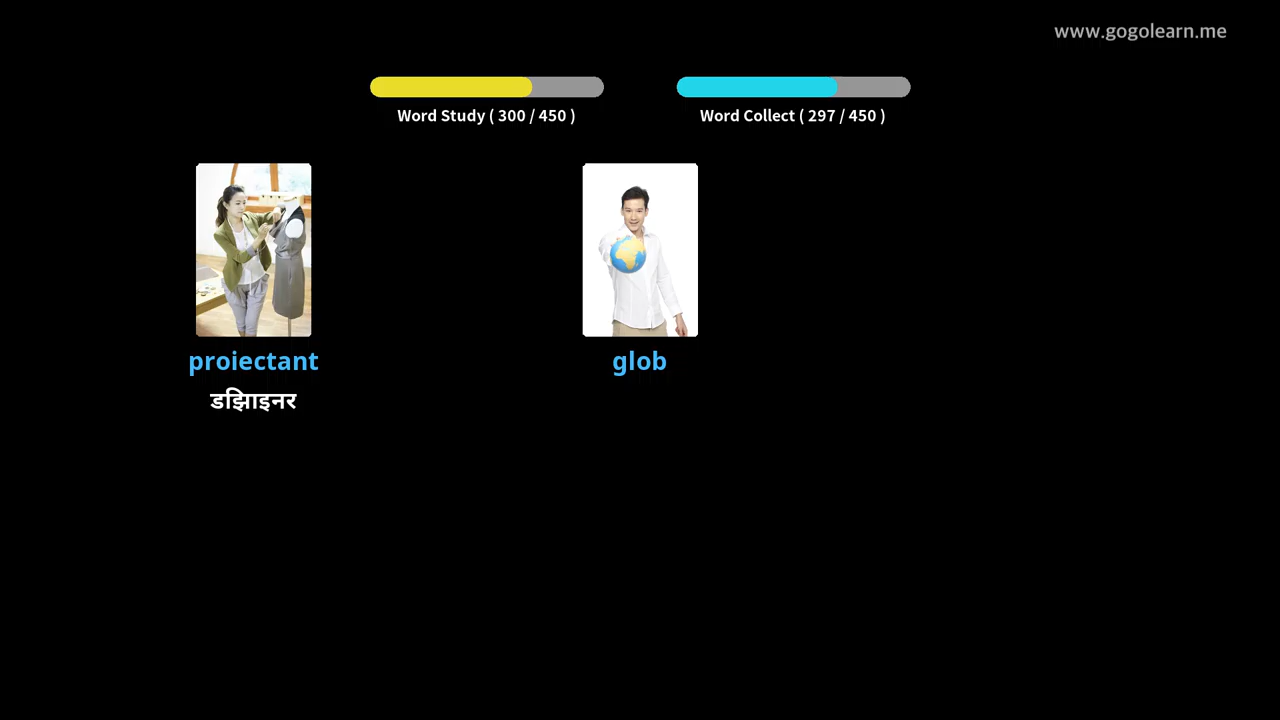 www.gogolearn.me
Word Study ( 300 / 450 )
Word Collect ( 297 / 450 )
proiectant
glob
डिझाइनर